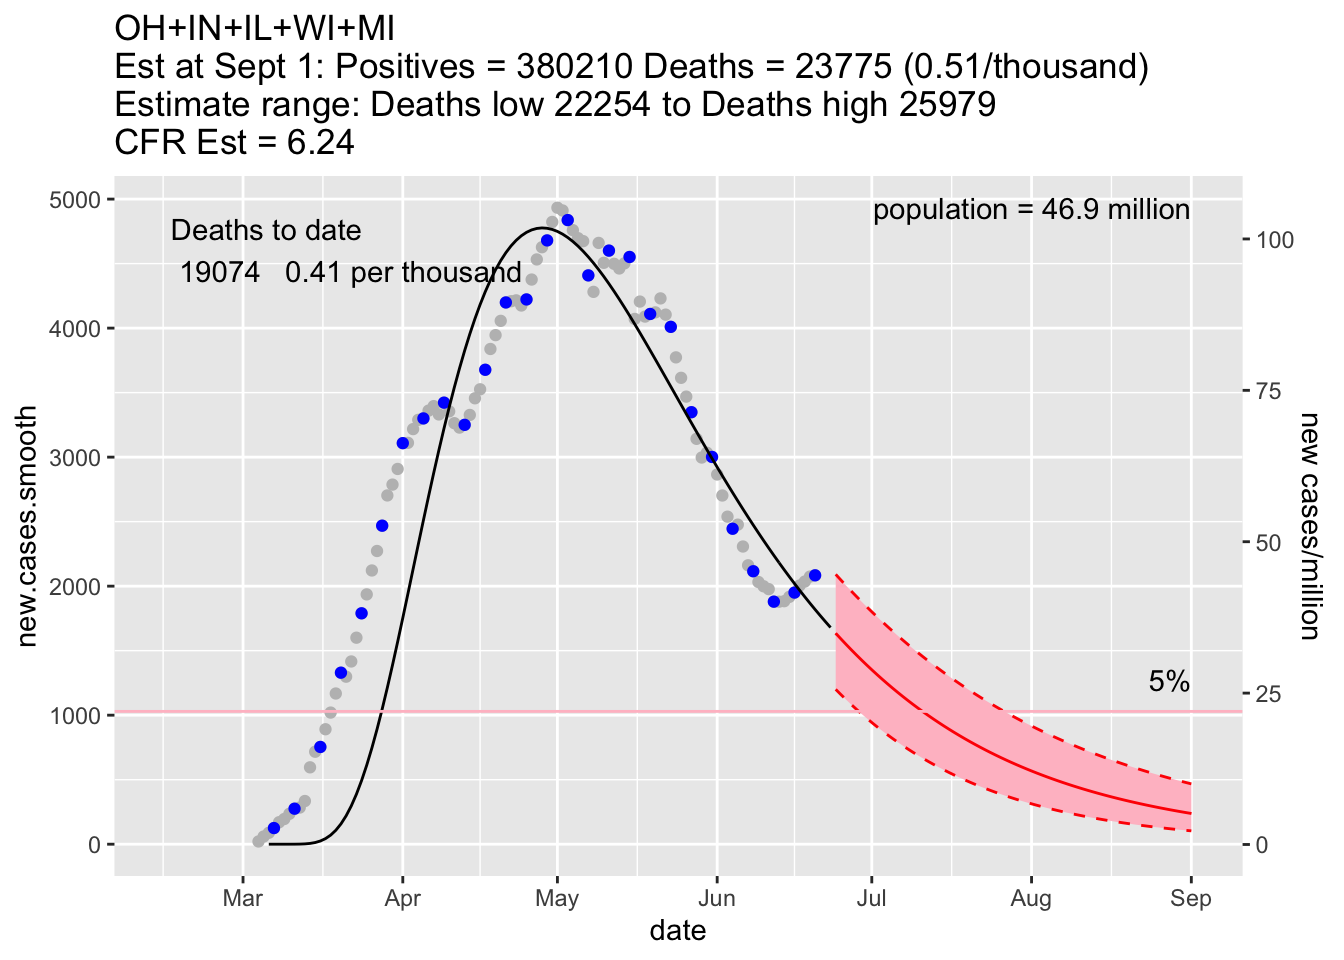 OH+IN+IL+WI+MI
Est at Sept 1: Positives = 380210 Deaths = 23775 (0.51/thousand)
Estimate range: Deaths low 22254 to Deaths high 25979
CFR Est = 6.24
Deaths to date
19074 0.41 per thousand
population = 46.9 million
5%
5000
4000
3000
2000
1000
0
new.cases.smooth
100
75
50
25
0
new cases/million
Mar Apr May Jun Jul Aug Sep
date